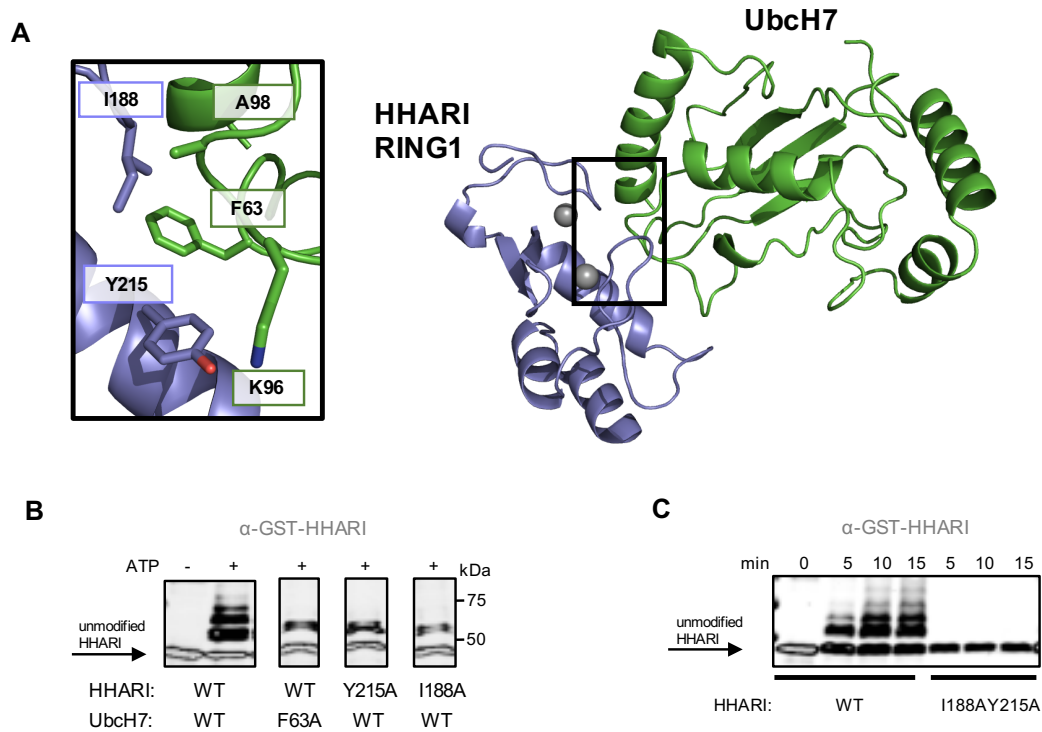 A
UbcH7
HHARI
RING1
I188
A98
F63
Y215
K96
B
α-GST-HHARI
ATP - + + + + kDa
75
50
unmodified
HHARI
HHARI: WT WT Y215A I188A
UbcH7: WT F63A WT WT
C
α-GST-HHARI
min 0 5 10 15 5 10 15
unmodified
HHARI
HHARI: WT I188AY215A